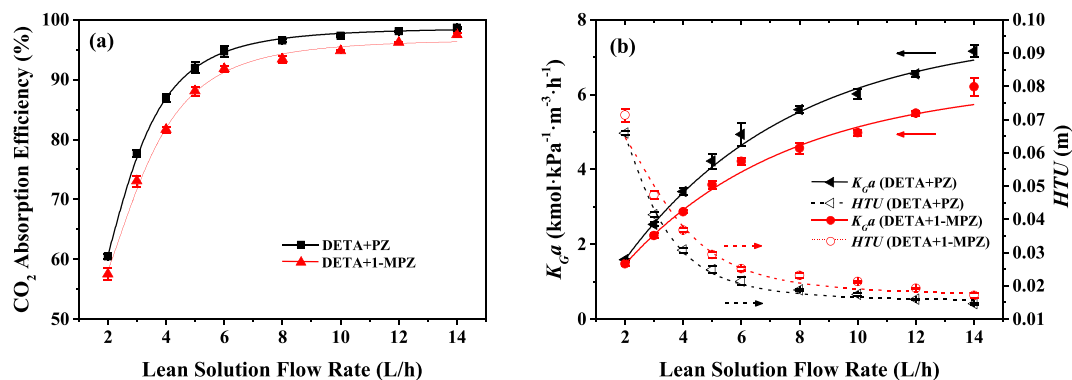 (a)
100
90
80
70
60
50
CO₂ Absorption Efficiency (%)
DETA+PZ
DETA+1-MPZ
2 4 6 8 10 12 14
Lean Solution Flow Rate (L/h)
(b)
8
6
4
2
0
K_Ga (kmol·kPa⁻¹·m⁻³·h⁻¹)
K_Ga (DETA+PZ)
HTU (DETA+PZ)
K_Ga (DETA+1-MPZ)
HTU (DETA+1-MPZ)
0.10
0.09
0.08
0.07
0.06
0.05
0.04
0.03
0.02
0.01
HTU (m)
2 4 6 8 10 12 14
Lean Solution Flow Rate (L/h)